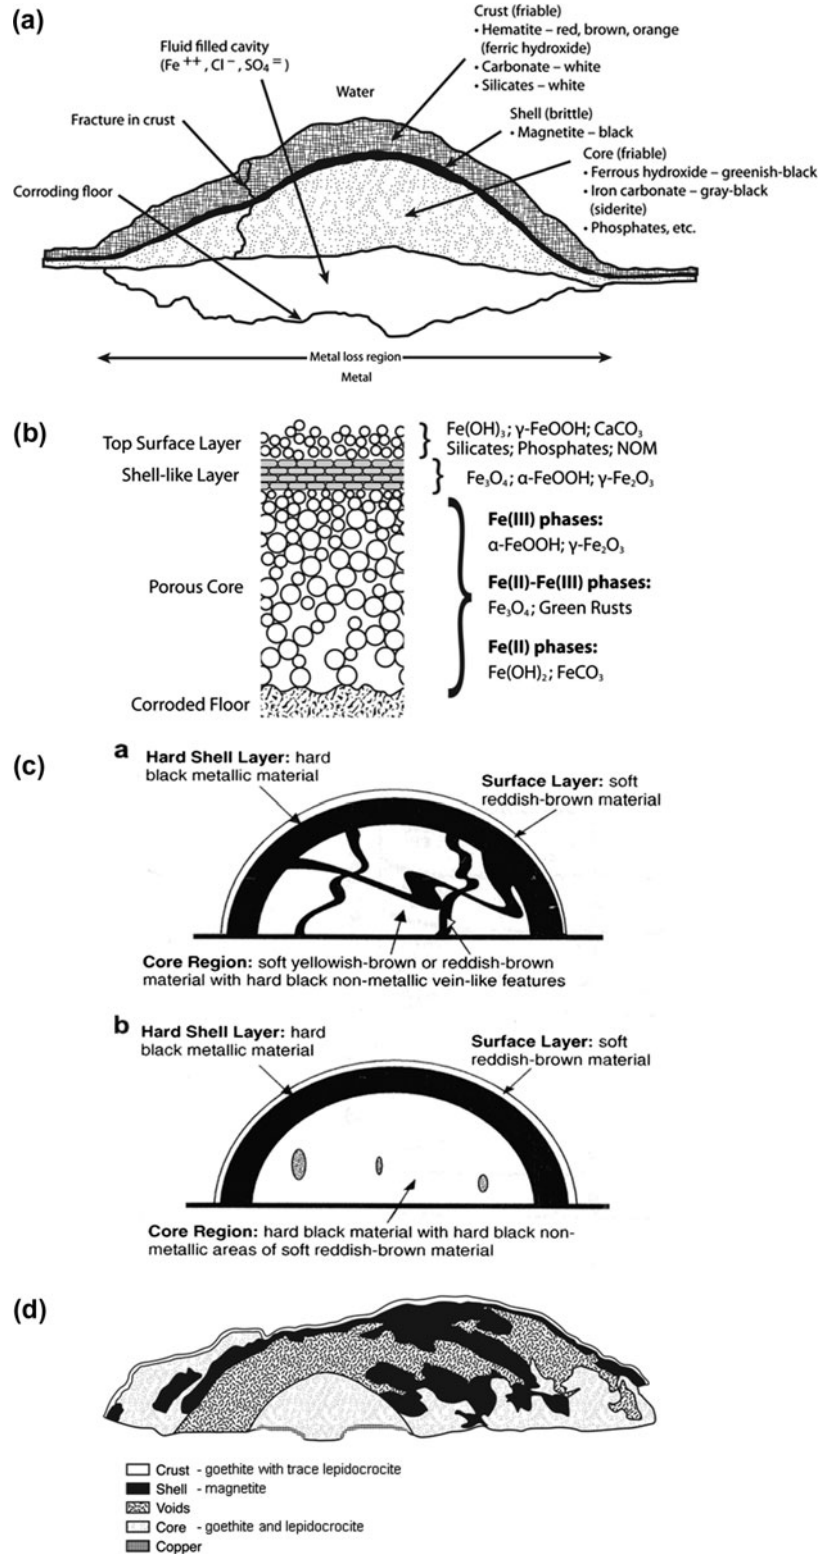 (a)
Fluid filled cavity
(Fe ++, Cl –, SO4 =)
Water
Fracture in crust
Corroding floor
Crust (friable)
• Hematite – red, brown, orange
(ferric hydroxide)
• Carbonate – white
• Silicates – white
Shell (brittle)
• Magnetite – black
Core (friable)
• Ferrous hydroxide – greenish-black
• Iron carbonate – gray-black
(siderite)
• Phosphates, etc.
Metal loss region
Metal
(b)
Top Surface Layer
Shell-like Layer
Porous Core
Corroded Floor
Fe(OH)3; γ-FeOOH; CaCO3
Silicates; Phosphates; NOM
Fe3O4; α-FeOOH; γ-Fe2O3
Fe(III) phases:
α-FeOOH; γ-Fe2O3
Fe(II)-Fe(III) phases:
Fe3O4; Green Rusts
Fe(II) phases:
Fe(OH)2; FeCO3
(c)
a
Hard Shell Layer: hard
black metallic material
Surface Layer: soft
reddish-brown material
Core Region: soft yellowish-brown or reddish-brown
material with hard black non-metallic vein-like features
b
Hard Shell Layer: hard
black metallic material
Surface Layer: soft
reddish-brown material
Core Region: hard black material with hard black non-
metallic areas of soft reddish-brown material
(d)
Crust - goethite with trace lepidocrocite
Shell - magnetite
Voids
Core - goethite and lepidocrocite
Copper